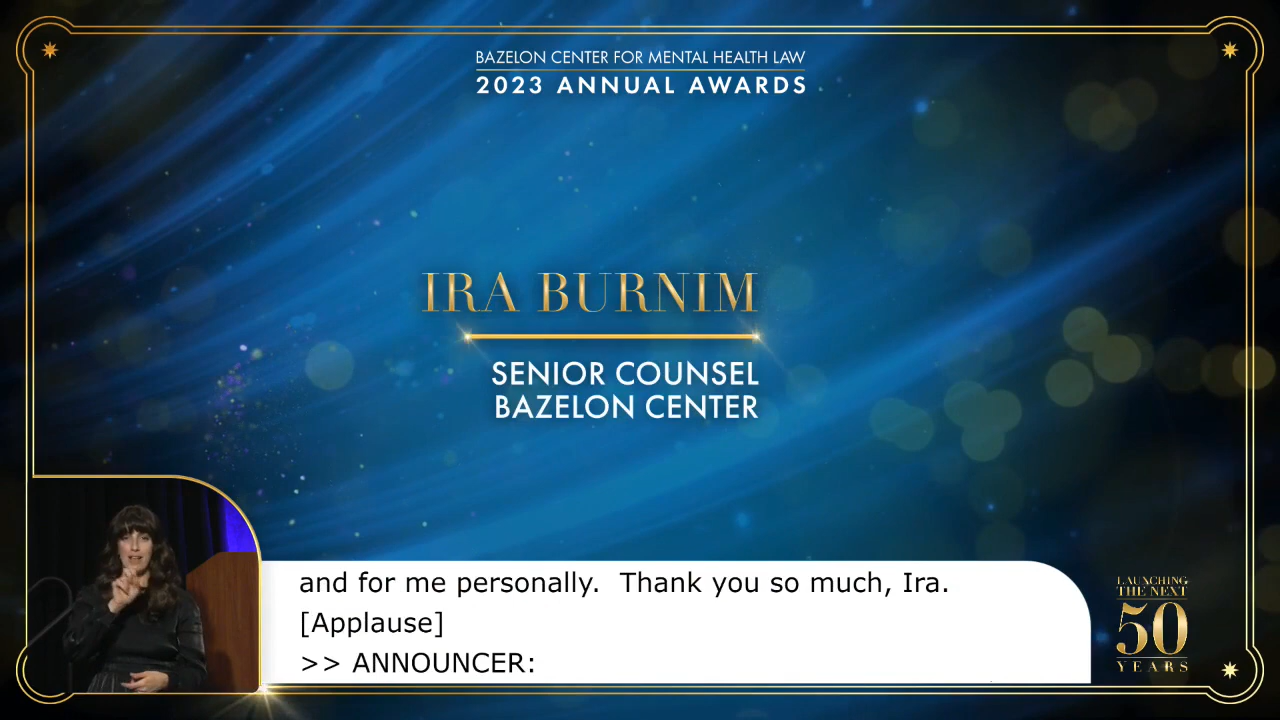 BAZELON CENTER FOR MENTAL HEALTH LAW
2023 ANNUAL AWARDS
IRA BURNIM
SENIOR COUNSEL
BAZELON CENTER
and for me personally.  Thank you so much, Ira.
[Applause]
>> ANNOUNCER:
LAUNCHING
THE NEXT
50
YEARS